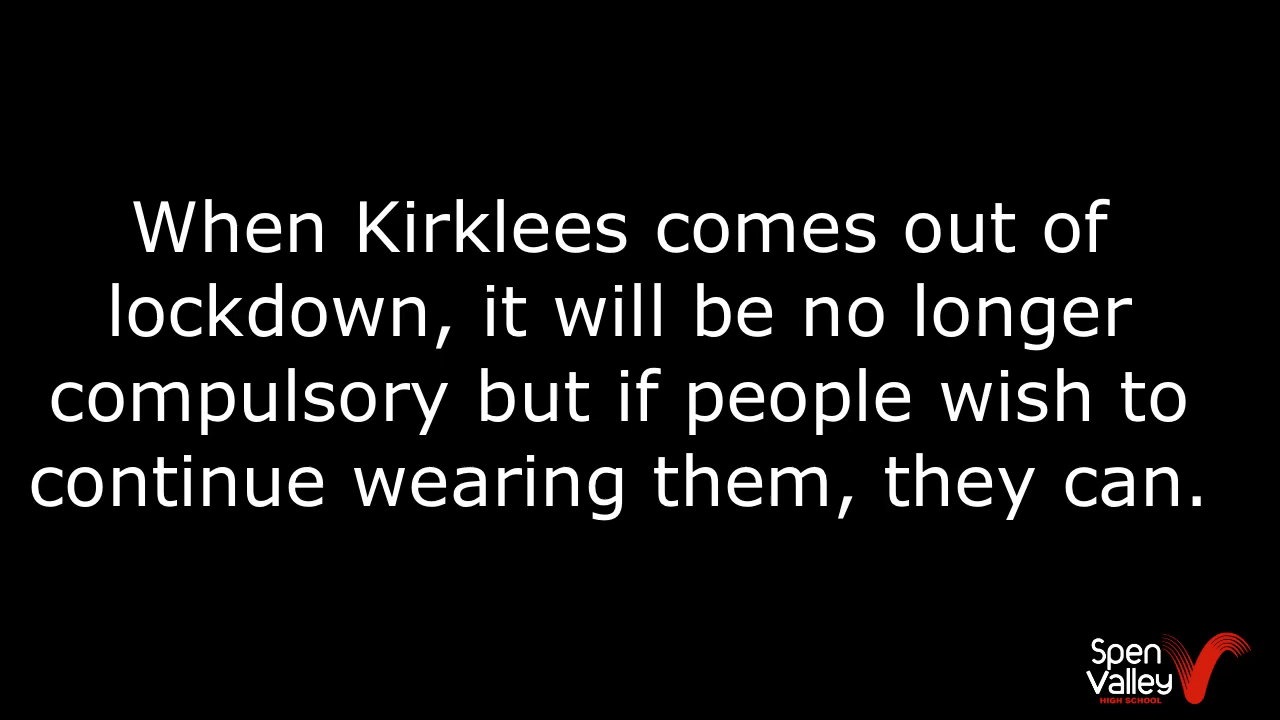 When Kirklees comes out of
lockdown, it will be no longer
compulsory but if people wish to
continue wearing them, they can.
Spen
Valley
HIGH SCHOOL